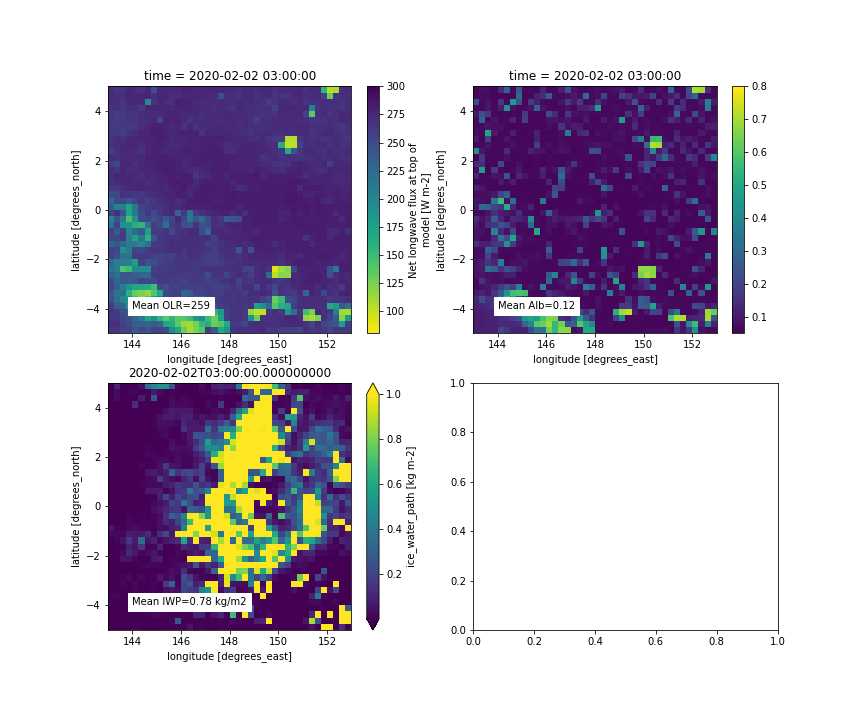 time = 2020-02-02 03:00:00
4
2
0
−2
−4
144 146 148 150 152
latitude [degrees_north]
longitude [degrees_east]
Mean OLR=259
300
275
250
225
200
175
150
125
100
Net longwave flux at top of
model [W m-2]
time = 2020-02-02 03:00:00
4
2
0
−2
−4
144 146 148 150 152
latitude [degrees_north]
longitude [degrees_east]
Mean Alb=0.12
0.8
0.7
0.6
0.5
0.4
0.3
0.2
0.1
2020-02-02T03:00:00.000000000
4
2
0
−2
−4
144 146 148 150 152
latitude [degrees_north]
longitude [degrees_east]
Mean IWP=0.78 kg/m2
1.0
0.8
0.6
0.4
0.2
ice_water_path [kg m-2]
1.0
0.8
0.6
0.4
0.2
0.0
0.0 0.2 0.4 0.6 0.8 1.0